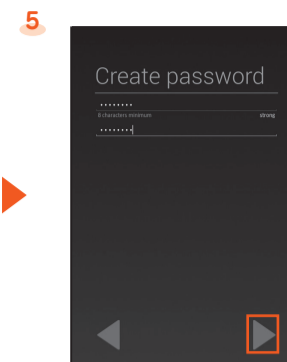 5
Create password
........
8 characters minimum strong
........